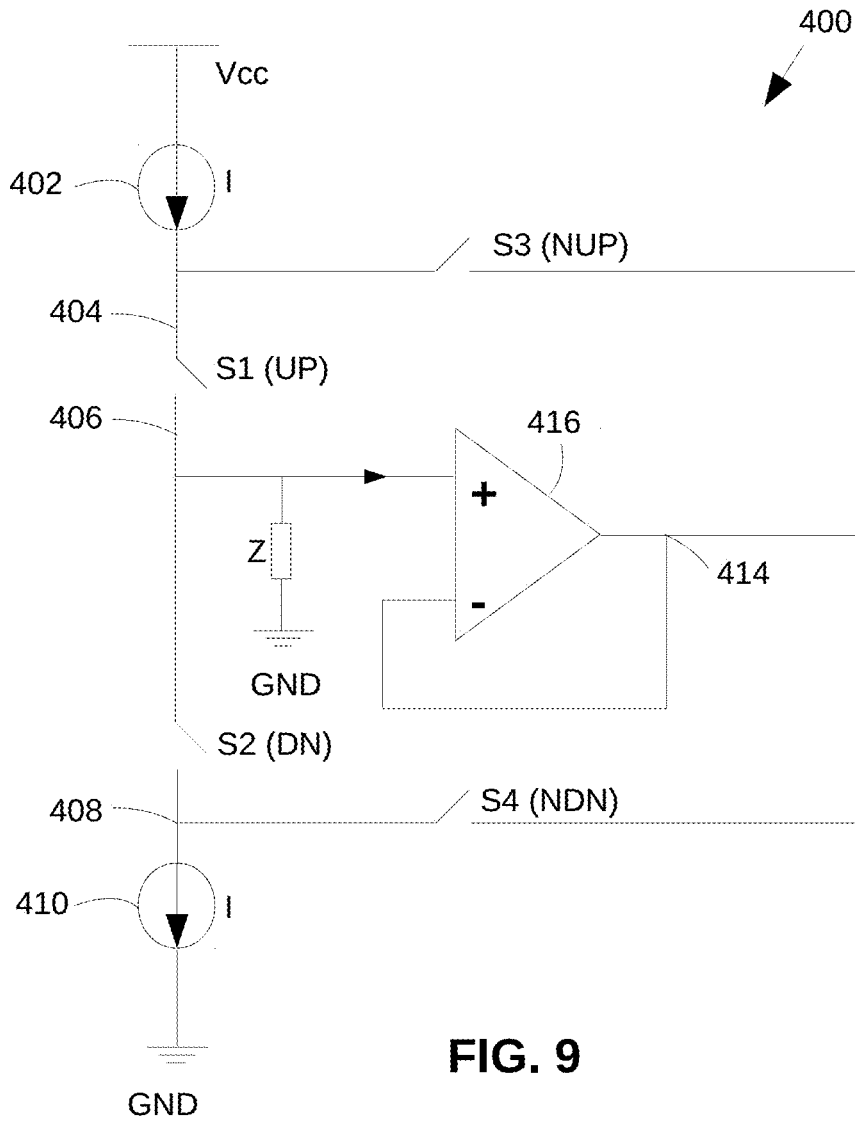 400
Vcc
402
I
S3 (NUP)
404
S1 (UP)
406
416
+
Z
414
-
GND
S2 (DN)
408
S4 (NDN)
410
I
FIG. 9
GND